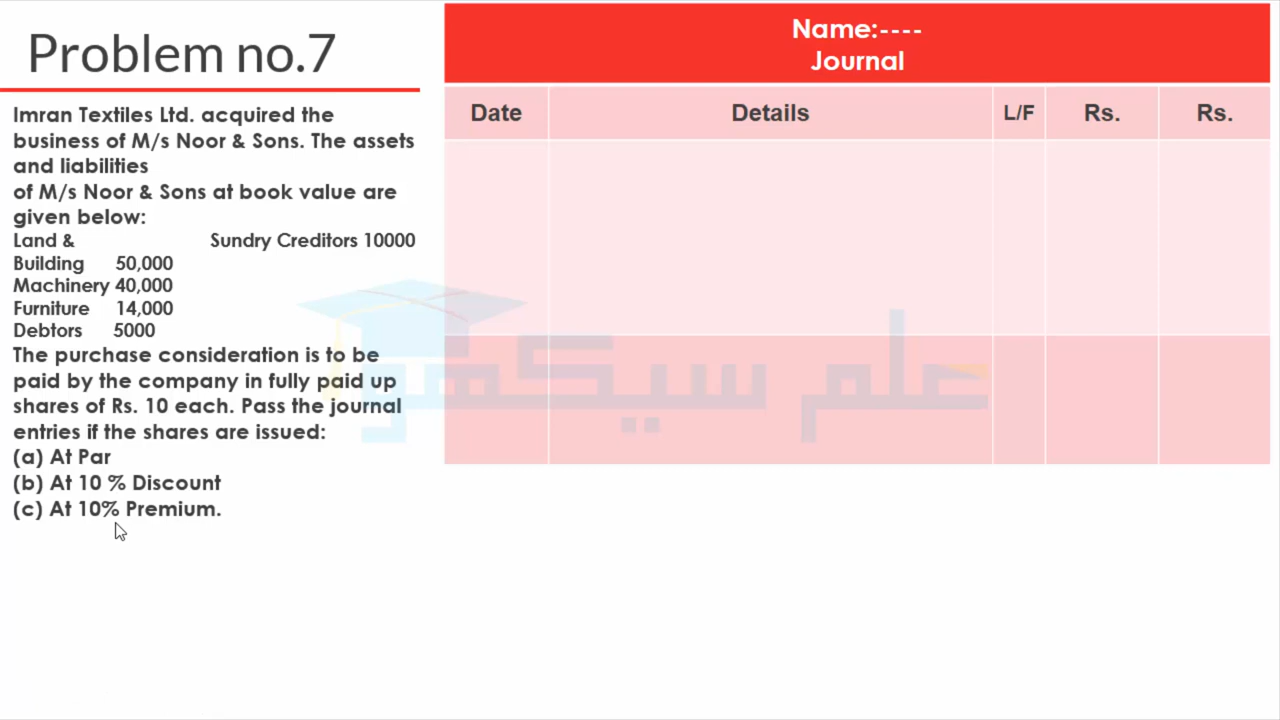 Problem no.7
Imran Textiles Ltd. acquired the
business of M/s Noor & Sons. The assets
and liabilities
of M/s Noor & Sons at book value are
given below:
Land & Sundry Creditors 10000
Building 50,000
Machinery 40,000
Furniture 14,000
Debtors 5000
The purchase consideration is to be
paid by the company in fully paid up
shares of Rs. 10 each. Pass the journal
entries if the shares are issued:
(a) At Par
(b) At 10 % Discount
(c) At 10% Premium.
Name:----
Journal
Date Details L/F Rs. Rs.
علم سیکھو